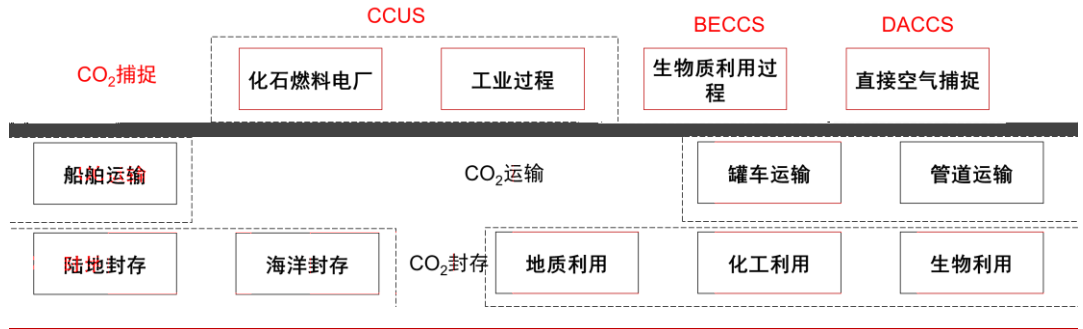 CCUS
BECCS
DACCS
CO₂捕捉
化石燃料电厂
工业过程
生物质利用过
程
直接空气捕捉
船舶运输
CO₂运输
罐车运输
管道运输
陆地封存
海洋封存
CO₂封存
地质利用
化工利用
生物利用